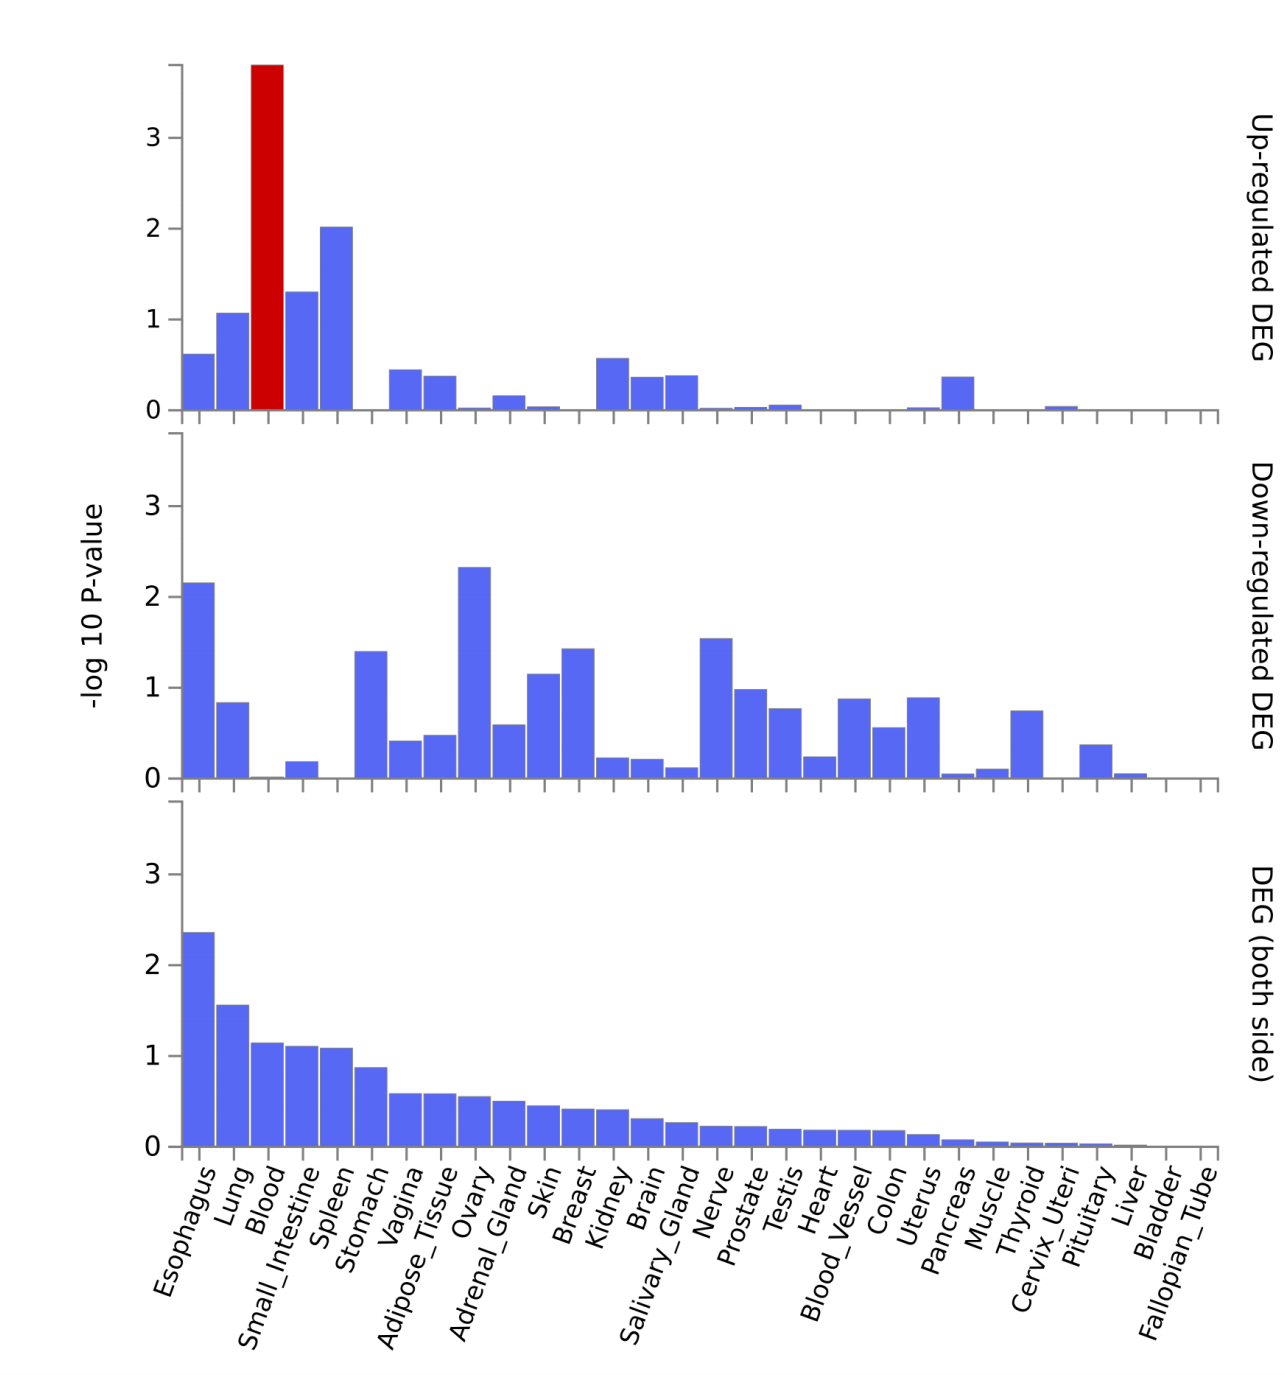 3
2
1
0
Up-regulated DEG
-log 10 P-value
3
2
1
0
Down-regulated DEG
3
2
1
0
DEG (both side)
Esophagus
Lung
Blood
Small_Intestine
Spleen
Stomach
Vagina
Adipose_Tissue
Ovary
Adrenal_Gland
Skin
Breast
Kidney
Brain
Salivary_Gland
Nerve
Prostate
Testis
Heart
Blood_Vessel
Colon
Uterus
Pancreas
Muscle
Thyroid
Cervix_Uteri
Pituitary
Liver
Bladder
Fallopian_Tube